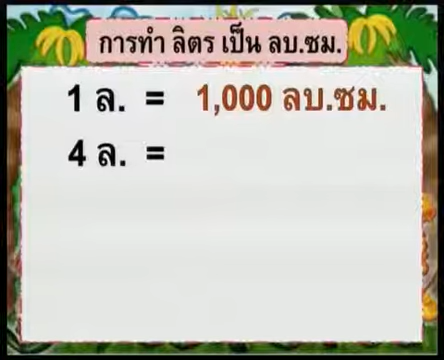 การทำ ลิตร เป็น ลบ.ซม.
1 ล. = 1,000 ลบ.ซม.
4 ล. =